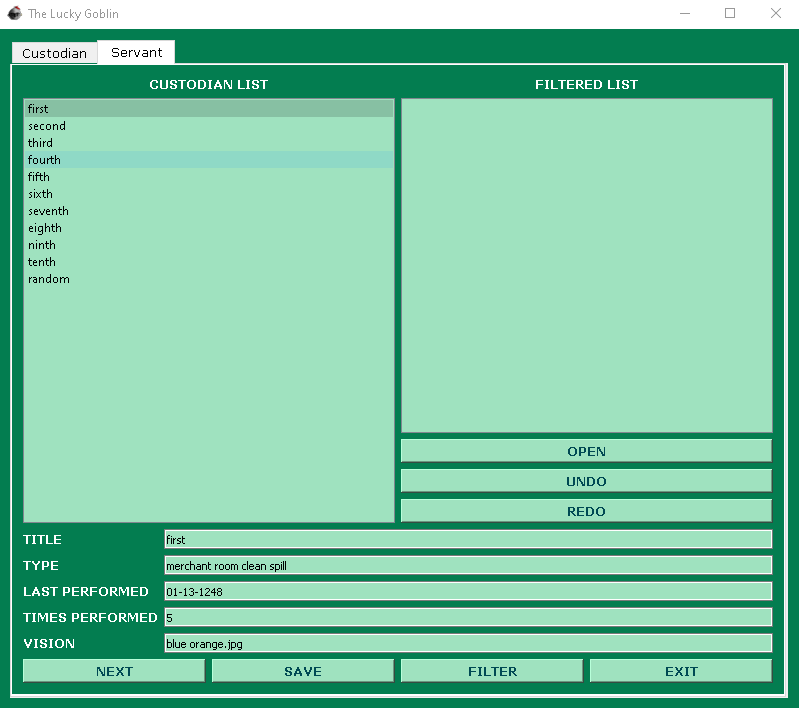 The Lucky Goblin
Custodian Servant
CUSTODIAN LIST
first
second
third
fourth
fifth
sixth
seventh
eighth
ninth
tenth
random
FILTERED LIST
OPEN
UNDO
REDO
TITLE first
TYPE merchant room clean spill
LAST PERFORMED 01-13-1248
TIMES PERFORMED 5
VISION blue orange.jpg
NEXT SAVE FILTER EXIT